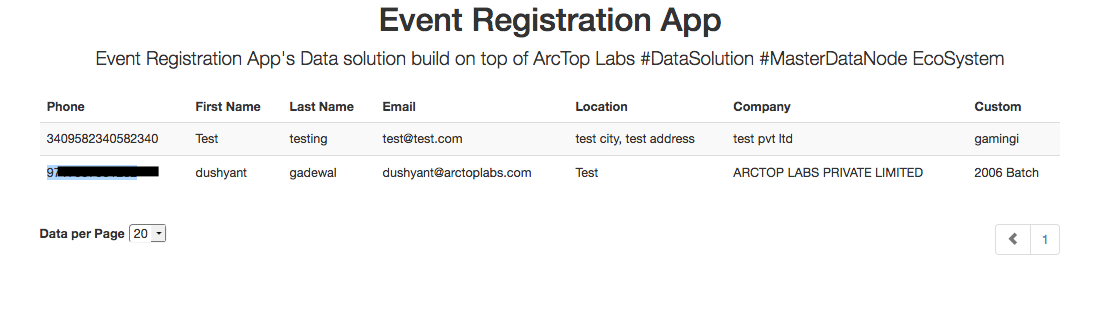 Event Registration App
Event Registration App's Data solution build on top of ArcTop Labs #DataSolution #MasterDataNode EcoSystem
Phone First Name Last Name Email Location Company Custom
3409582340582340 Test testing test@test.com test city, test address test pvt ltd gamingi
dushyant gadewal dushyant@arctoplabs.com Test ARCTOP LABS PRIVATE LIMITED 2006 Batch
Data per Page 20 1